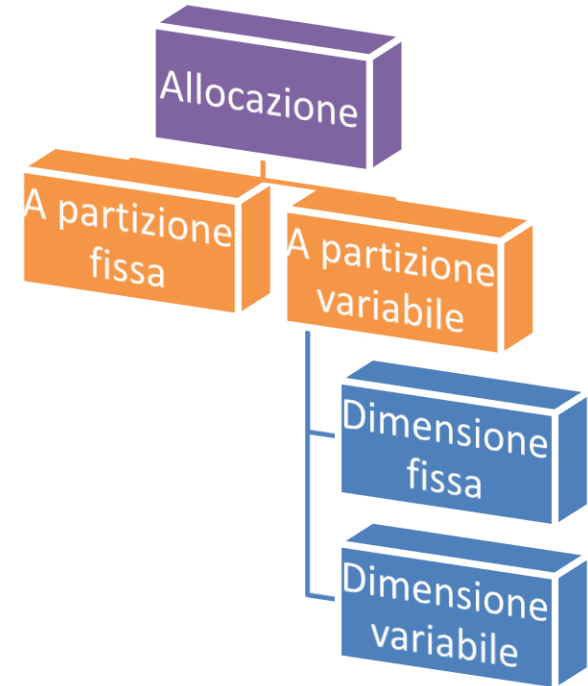 Allocazione
A partizione
fissa
A partizione
variabile
Dimensione
fissa
Dimensione
variabile